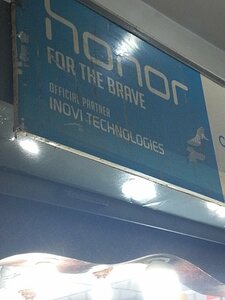 honor
FOR THE BRAVE
OFFICIAL PARTNER
INOVI TECHNOLOGIES